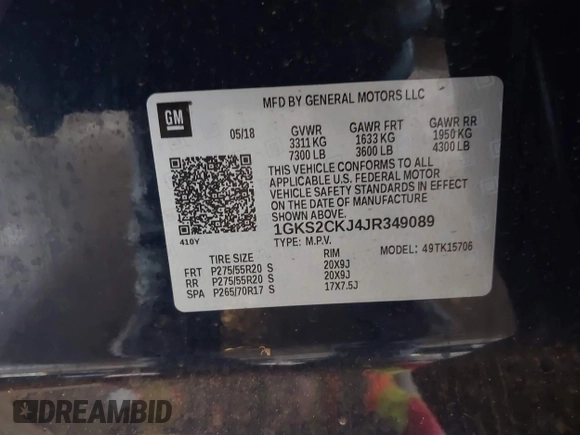 GM
MFD BY GENERAL MOTORS LLC
05/18
GVWR GAWR FRT GAWR RR
3311 KG 1633 KG 1950 KG
7300 LB 3600 LB 4300 LB
THIS VEHICLE CONFORMS TO ALL
APPLICABLE U.S. FEDERAL MOTOR
VEHICLE SAFETY STANDARDS IN EFFECT
ON THE DATE OF MANUFACTURE
SHOWN ABOVE.
1GKS2CKJ4JR349089
TYPE: M.P.V. MODEL: 49TK15706
410Y
TIRE SIZE RIM
FRT P275/55R20 S 20X9J
RR P275/55R20 S 20X9J
SPA P265/70R17 S 17X7.5J
DREAMBID